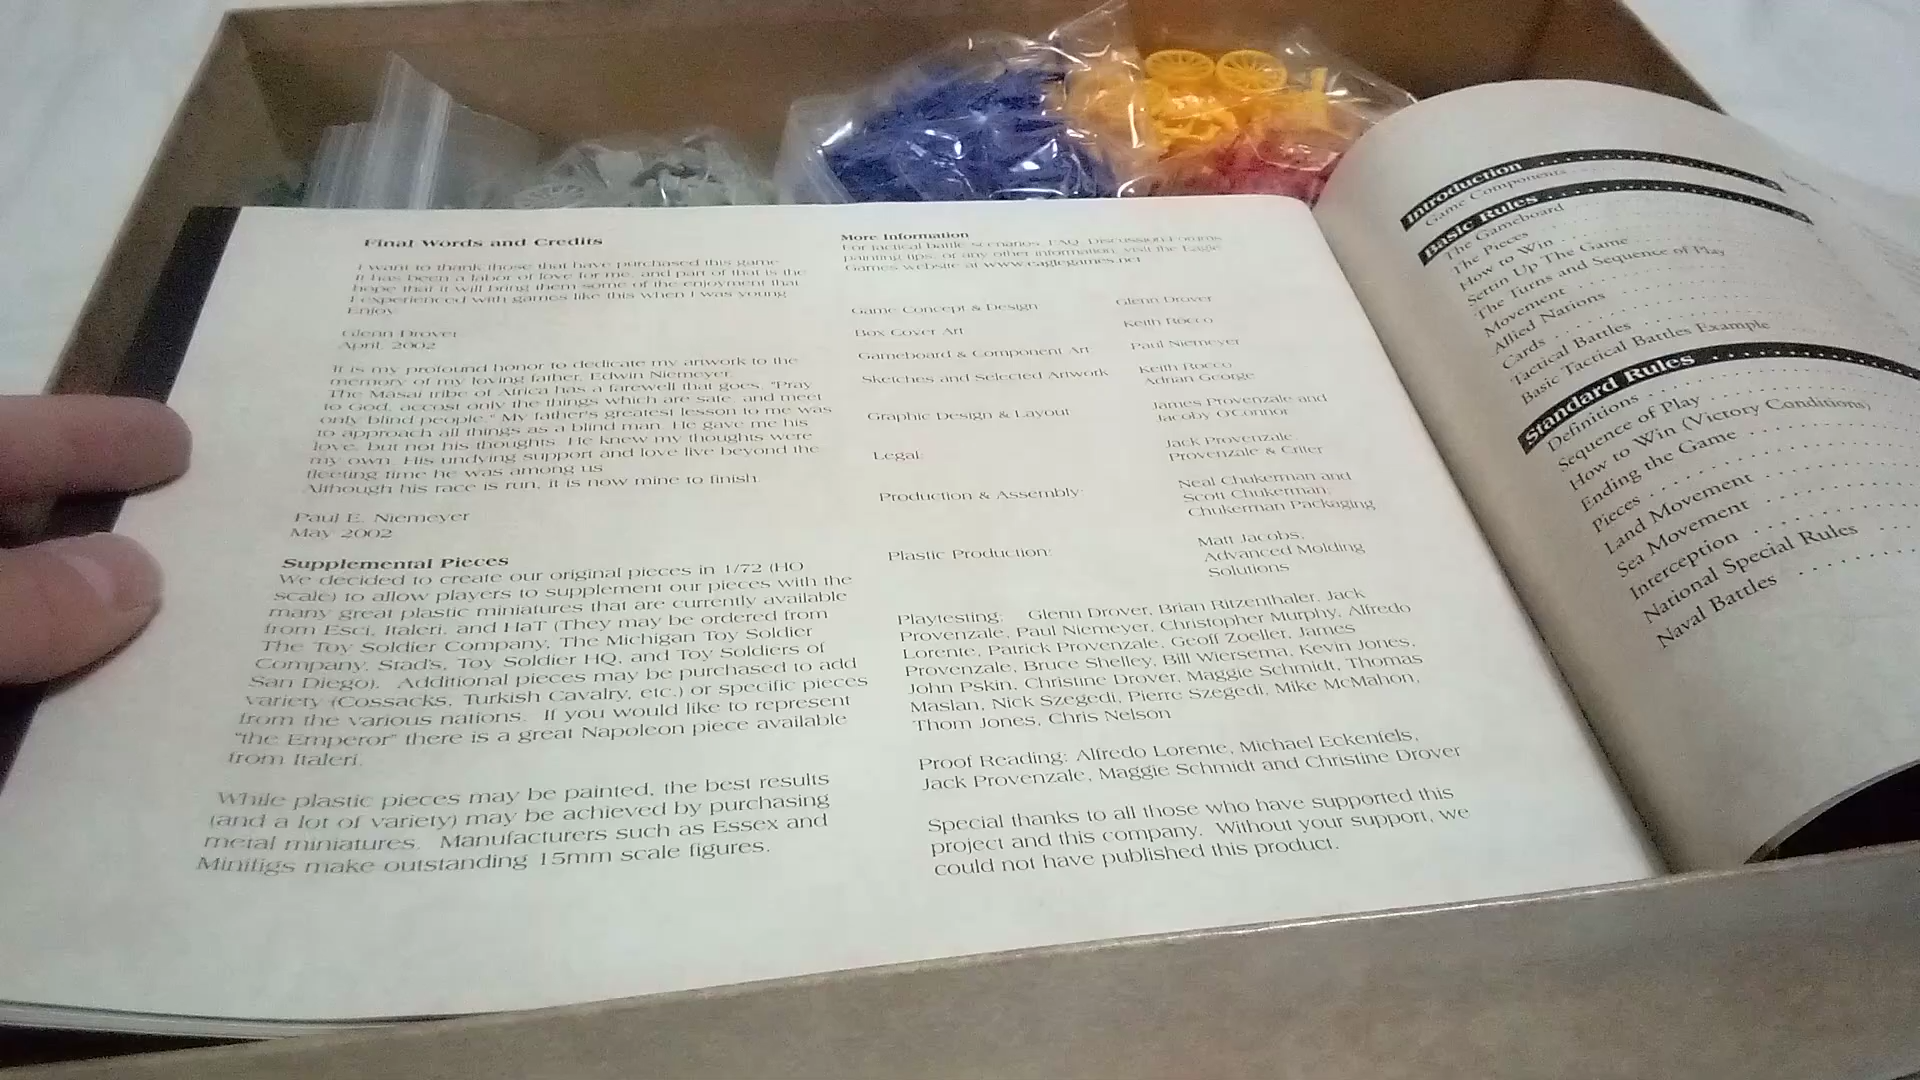 Final Words and Credits
I want to thank those that have purchased this game.
It has been a labor of love for me, and part of that is the
hope that it will bring them some of the enjoyment that
I experienced with games like this when I was young.
Enjoy.
Glenn Drover
April, 2002
It is my profound honor to dedicate my artwork to the
memory of my loving father, Edwin Niemeyer.
The Masai tribe of Africa has a farewell that goes, "Pray
to God, accost only the things which are safe, and meet
only blind people." My father's greatest lesson to me was
to approach all things as a blind man. He gave me his
love, but not his thoughts. He knew my thoughts were
my own. His undying support and love live beyond the
fleeting time he was among us.
Although his race is run, it is now mine to finish.
Paul E. Niemeyer
May 2002
Supplemental Pieces
We decided to create our original pieces in 1/72 (HO
scale) to allow players to supplement our pieces with the
many great plastic miniatures that are currently available
from Esci, Italeri, and HaT (They may be ordered from
The Toy Soldier Company, The Michigan Toy Soldier
Company, Stad's, Toy Soldier HQ, and Toy Soldiers of
San Diego). Additional pieces may be purchased to add
variety (Cossacks, Turkish Cavalry, etc.) or specific pieces
from the various nations. If you would like to represent
"the Emperor" there is a great Napoleon piece available
from Italeri.
While plastic pieces may be painted, the best results
(and a lot of variety) may be achieved by purchasing
metal miniatures. Manufacturers such as Essex and
Minifigs make outstanding 15mm scale figures.
More Information
For tactical battle scenarios, FAQ, Discussion Forums,
painting tips, or any other information, visit the Eagle
Games website at www.eaglegames.net
Game Concept & Design Glenn Drover
Box Cover Art Keith Rocco
Gameboard & Component Art Paul Niemeyer
Sketches and Selected Artwork Keith Rocco
Adrian George
Graphic Design & Layout James Provenzale and
Jacoby O'Connor
Legal: Jack Provenzale
Provenzale & Criter
Production & Assembly: Neal Chukerman and
Scott Chukerman,
Chukerman Packaging
Plastic Production: Matt Jacobs,
Advanced Molding
Solutions
Playtesting: Glenn Drover, Brian Ritzenthaler, Jack
Provenzale, Paul Niemeyer, Christopher Murphy, Alfredo
Lorente, Patrick Provenzale, Geoff Zoeller, James
Provenzale, Bruce Shelley, Bill Wiersema, Kevin Jones,
John Pskin, Christine Drover, Maggie Schmidt, Thomas
Maslan, Nick Szegedi, Pierre Szegedi, Mike McMahon,
Thom Jones, Chris Nelson
Proof Reading: Alfredo Lorente, Michael Eckenfels,
Jack Provenzale, Maggie Schmidt and Christine Drover
Special thanks to all those who have supported this
project and this company. Without your support, we
could not have published this product.
Introduction
Game Components
Basic Rules
The Gameboard
The Pieces
How to Win
Settin Up The Game
The Turns and Sequence of Play
Movement
Allied Nations
Cards
Tactical Battles
Basic Tactical Battles Example
Standard Rules
Definitions
Sequence of Play
How to Win (Victory Conditions)
Ending the Game
Pieces
Land Movement
Sea Movement
Interception
National Special Rules
Naval Battles